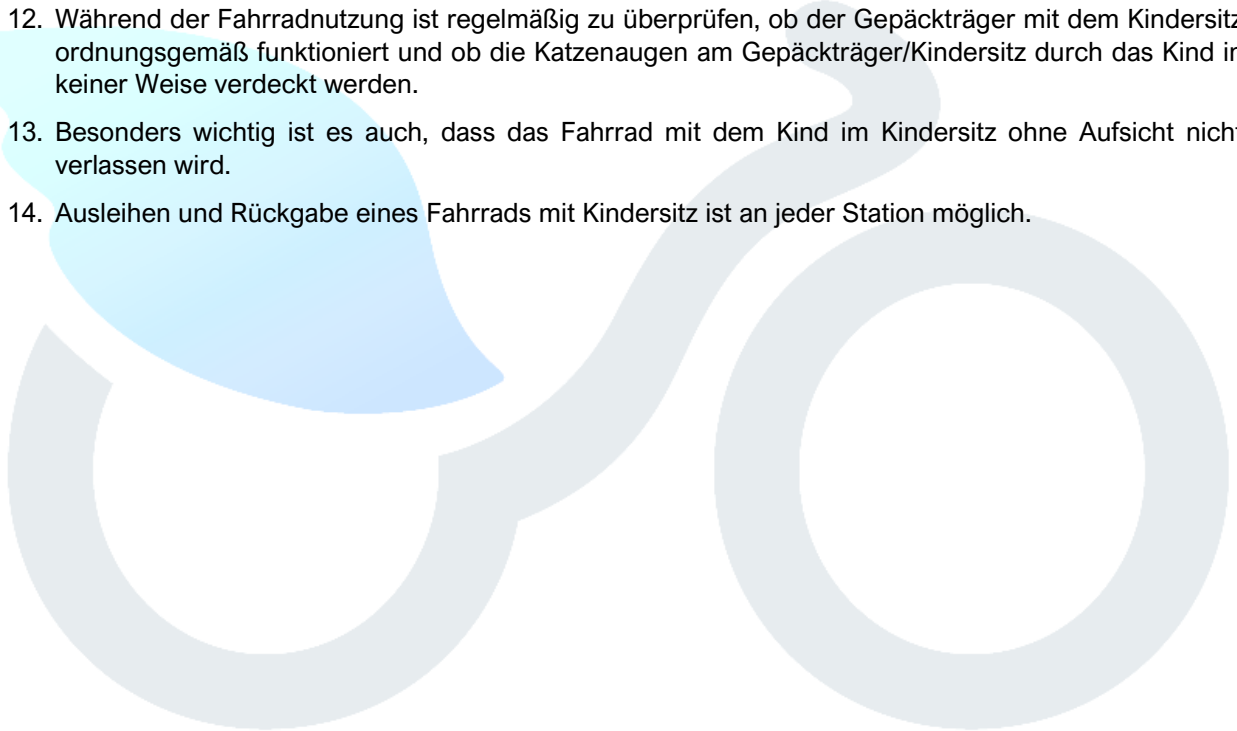 12. Während der Fahrradnutzung ist regelmäßig zu überprüfen, ob der Gepäckträger mit dem Kindersitz
ordnungsgemäß funktioniert und ob die Katzenaugen am Gepäckträger/Kindersitz durch das Kind in
keiner Weise verdeckt werden.
13. Besonders wichtig ist es auch, dass das Fahrrad mit dem Kind im Kindersitz ohne Aufsicht nicht
verlassen wird.
14. Ausleihen und Rückgabe eines Fahrrads mit Kindersitz ist an jeder Station möglich.